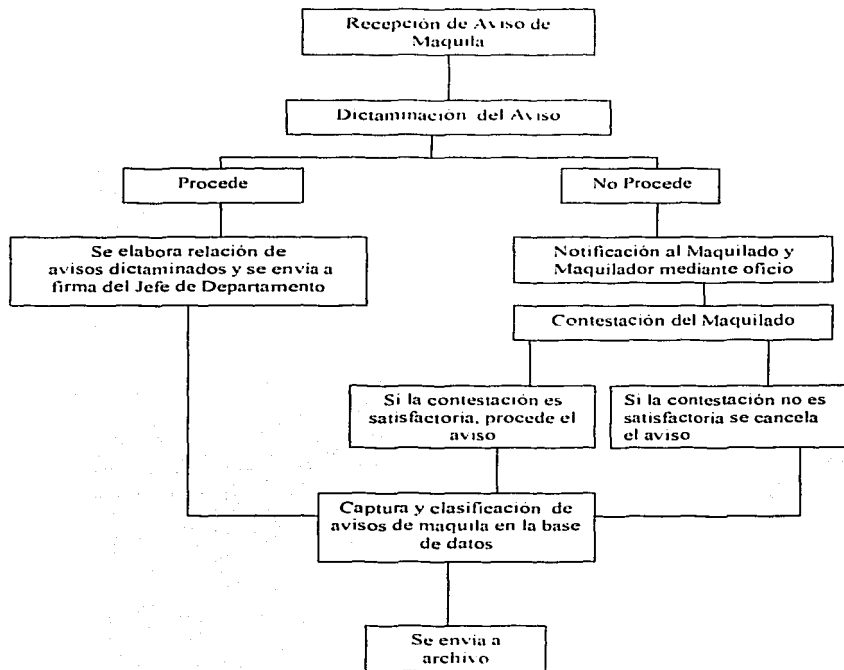 Recepción de Aviso de
Maquila
Dictaminación del Aviso
Procede
No Procede
Se elabora relación de
avisos dictaminados y se envía a
firma del Jefe de Departamento
Notificación al Maquilado y
Maquilador mediante oficio
Contestación del Maquilado
Si la contestación es
satisfactoria, procede el
aviso
Si la contestación no es
satisfactoria se cancela
el aviso
Captura y clasificación de
avisos de maquila en la base
de datos
Se envía a
archivo